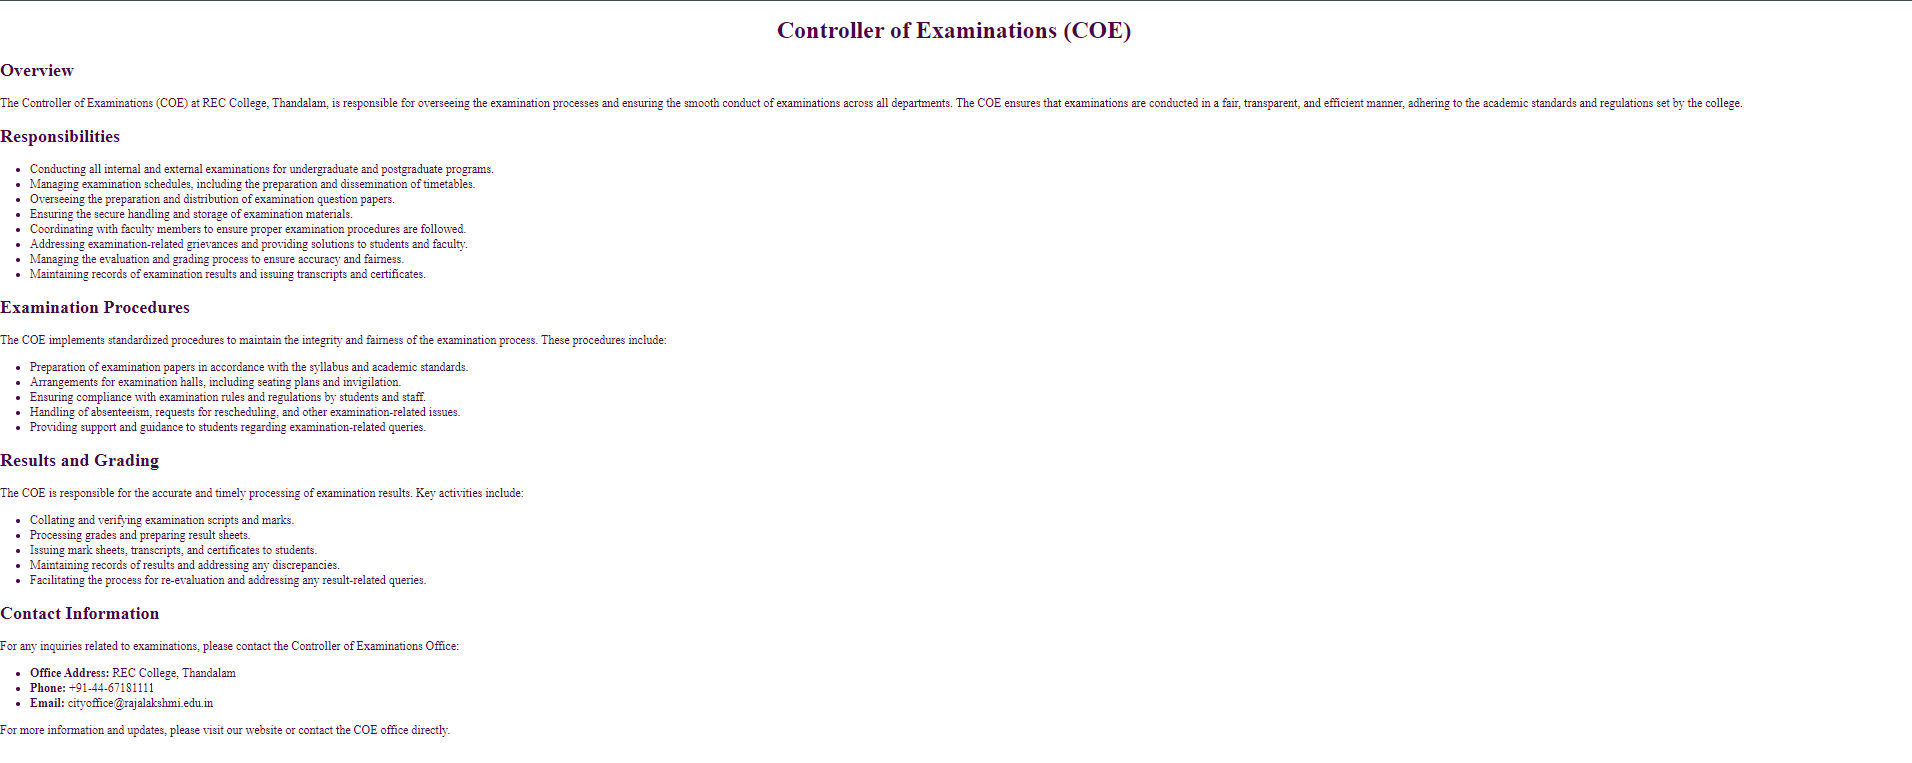 Controller of Examinations (COE)
Overview
The Controller of Examinations (COE) at REC College, Thandalam, is responsible for overseeing the examination processes and ensuring the smooth conduct of examinations across all departments. The COE ensures that examinations are conducted in a fair, transparent, and efficient manner, adhering to the academic standards and regulations set by the college.
Responsibilities
• Conducting all internal and external examinations for undergraduate and postgraduate programs.
• Managing examination schedules, including the preparation and dissemination of timetables.
• Overseeing the preparation and distribution of examination question papers.
• Ensuring the secure handling and storage of examination materials.
• Coordinating with faculty members to ensure proper examination procedures are followed.
• Addressing examination-related grievances and providing solutions to students and faculty.
• Managing the evaluation and grading process to ensure accuracy and fairness.
• Maintaining records of examination results and issuing transcripts and certificates.
Examination Procedures
The COE implements standardized procedures to maintain the integrity and fairness of the examination process. These procedures include:
• Preparation of examination papers in accordance with the syllabus and academic standards.
• Arrangements for examination halls, including seating plans and invigilation.
• Ensuring compliance with examination rules and regulations by students and staff.
• Handling of absenteeism, requests for rescheduling, and other examination-related issues.
• Providing support and guidance to students regarding examination-related queries.
Results and Grading
The COE is responsible for the accurate and timely processing of examination results. Key activities include:
• Collating and verifying examination scripts and marks.
• Processing grades and preparing result sheets.
• Issuing mark sheets, transcripts, and certificates to students.
• Maintaining records of results and addressing any discrepancies.
• Facilitating the process for re-evaluation and addressing any result-related queries.
Contact Information
For any inquiries related to examinations, please contact the Controller of Examinations Office:
• Office Address: REC College, Thandalam
• Phone: +91-44-67181111
• Email: cityoffice@rajalakshmi.edu.in
For more information and updates, please visit our website or contact the COE office directly.